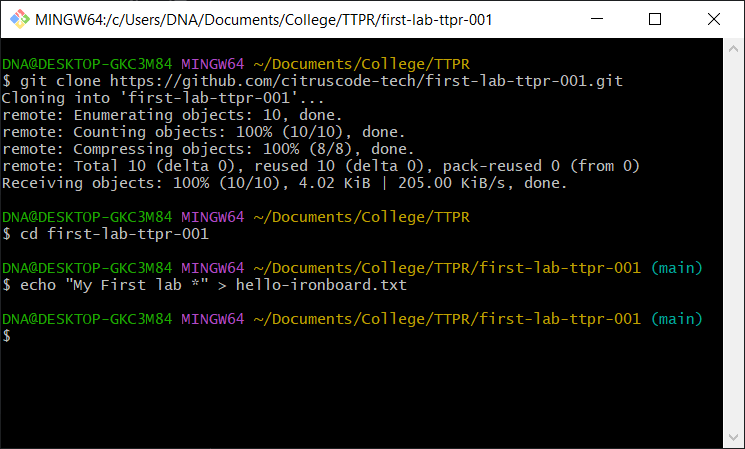 MINGW64:/c/Users/DNA/Documents/College/TTPR/first-lab-ttpr-001
DNA@DESKTOP-GKC3M84 MINGW64 ~/Documents/College/TTPR
$ git clone https://github.com/citruscode-tech/first-lab-ttpr-001.git
Cloning into 'first-lab-ttpr-001'...
remote: Enumerating objects: 10, done.
remote: Counting objects: 100% (10/10), done.
remote: Compressing objects: 100% (8/8), done.
remote: Total 10 (delta 0), reused 10 (delta 0), pack-reused 0 (from 0)
Receiving objects: 100% (10/10), 4.02 KiB | 205.00 KiB/s, done.
DNA@DESKTOP-GKC3M84 MINGW64 ~/Documents/College/TTPR
$ cd first-lab-ttpr-001
DNA@DESKTOP-GKC3M84 MINGW64 ~/Documents/College/TTPR/first-lab-ttpr-001 (main)
$ echo "My First lab *" > hello-ironboard.txt
DNA@DESKTOP-GKC3M84 MINGW64 ~/Documents/College/TTPR/first-lab-ttpr-001 (main)
$